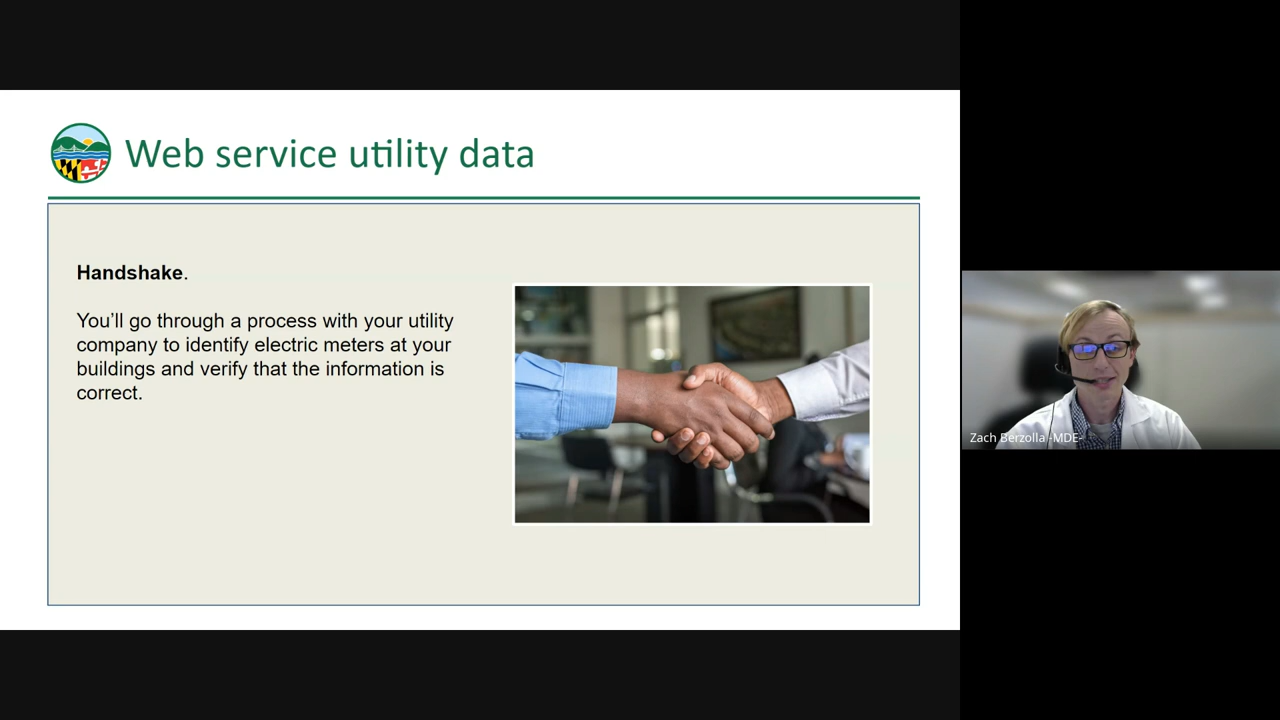 Web service utility data
Handshake.
You'll go through a process with your utility
company to identify electric meters at your
buildings and verify that the information is
correct.
Zach Berzolla -MDE-